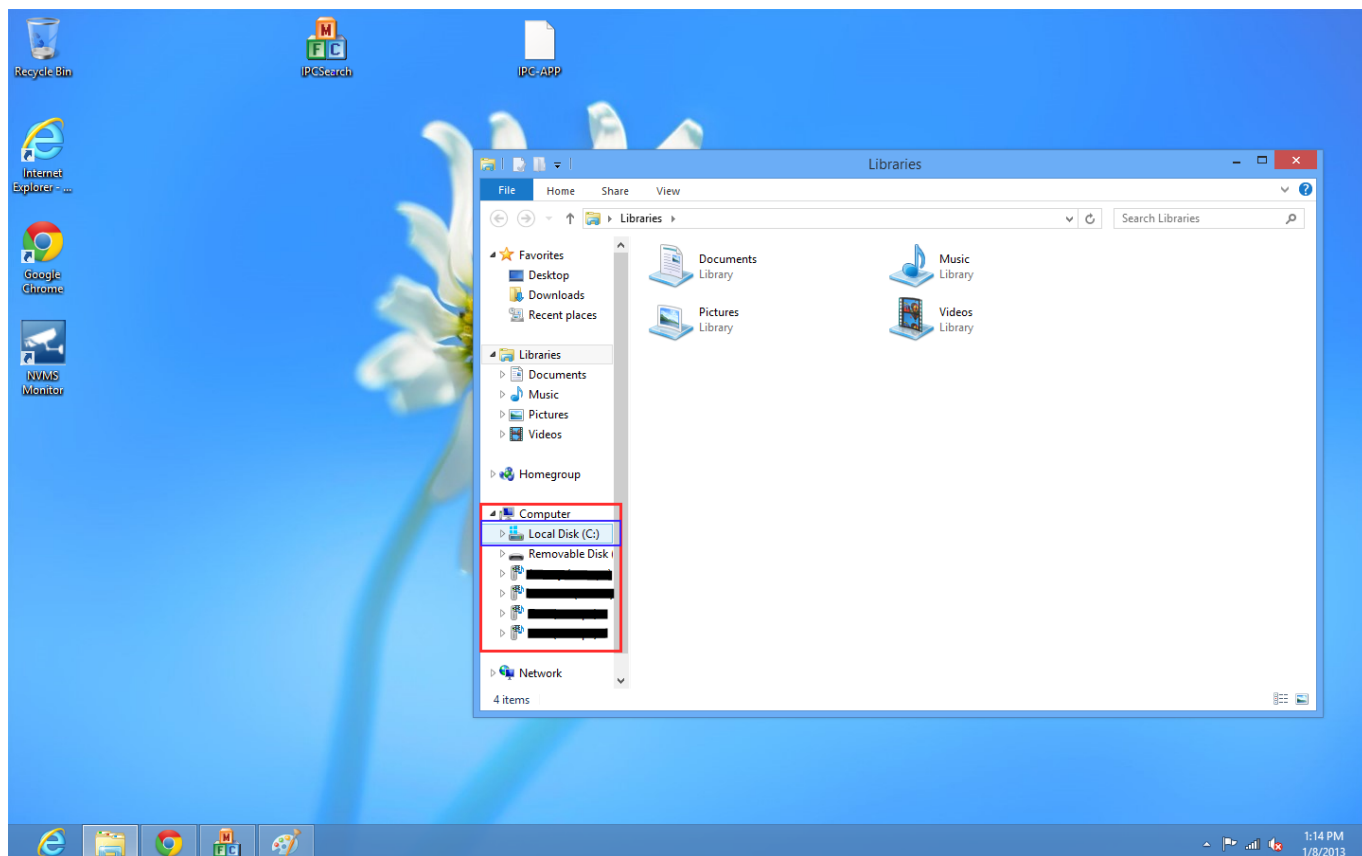 Recycle Bin
IPCSearch
IPC-APP
Internet
Explorer - ...
Google
Chrome
NVMS
Monitor
Libraries
File Home Share View
Libraries
Search Libraries
Favorites
Desktop
Downloads
Recent places
Libraries
Documents
Music
Pictures
Videos
Homegroup
Computer
Local Disk (C:)
Removable Disk (
Network
4 items
Documents
Library
Music
Library
Pictures
Library
Videos
Library
M
F C
M
F C
1:14 PM
1/8/2013